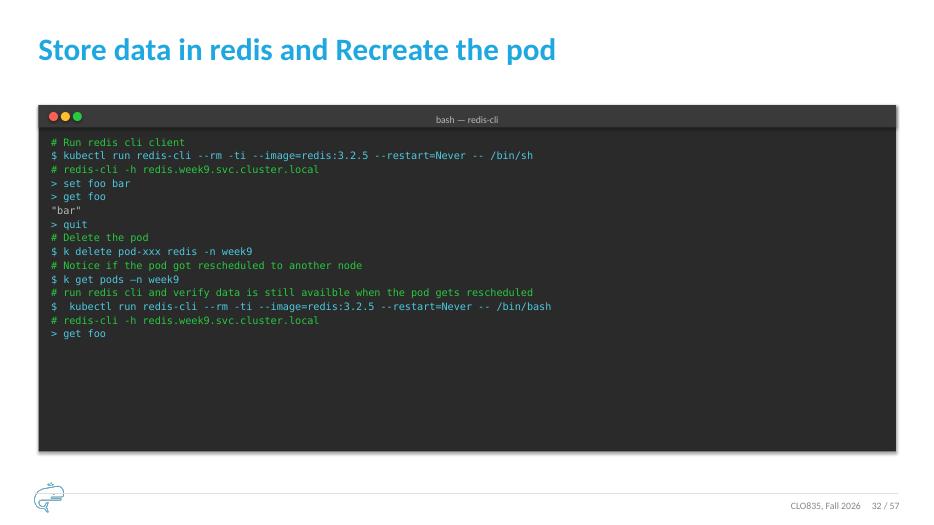 Store data in redis and Recreate the pod
bash — redis-cli
# Run redis cli client
$ kubectl run redis-cli --rm -ti --image=redis:3.2.5 --restart=Never -- /bin/sh
# redis-cli -h redis.week9.svc.cluster.local
> set foo bar
> get foo
"bar"
> quit
# Delete the pod
$ k delete pod-xxx redis -n week9
# Notice if the pod got rescheduled to another node
$ k get pods –n week9
# run redis cli and verify data is still availble when the pod gets rescheduled
$  kubectl run redis-cli --rm -ti --image=redis:3.2.5 --restart=Never -- /bin/bash
# redis-cli -h redis.week9.svc.cluster.local
> get foo
CLO835, Fall 2026 32 / 57